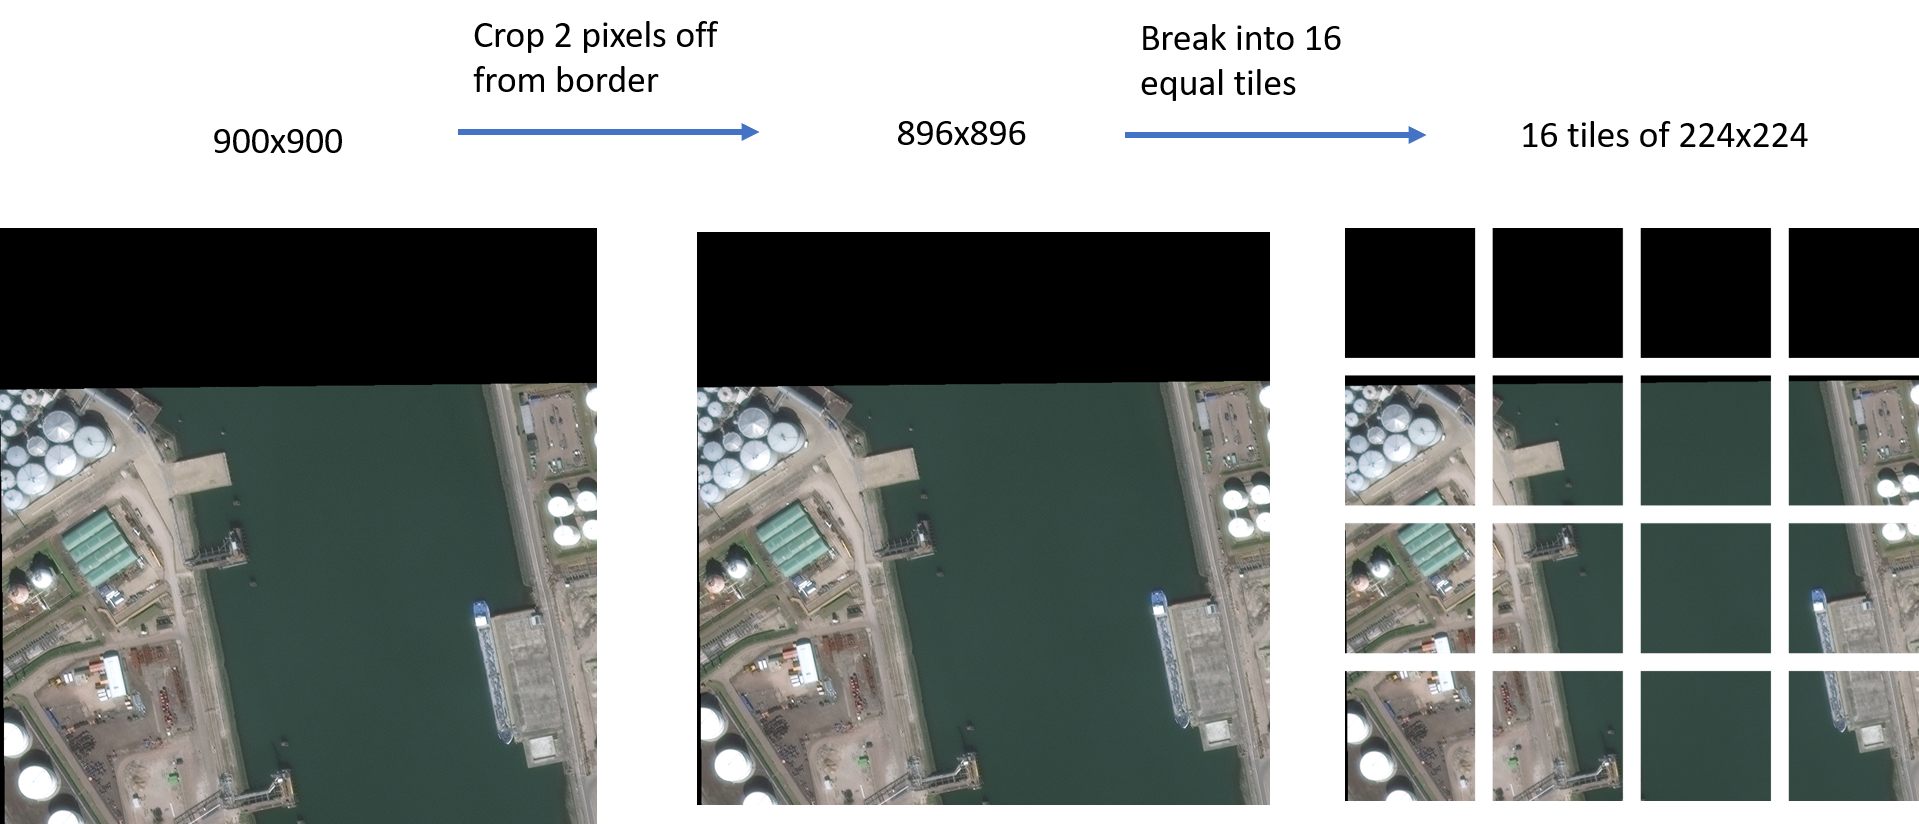 Crop 2 pixels off
from border
Break into 16
equal tiles
900x900
896x896
16 tiles of 224x224